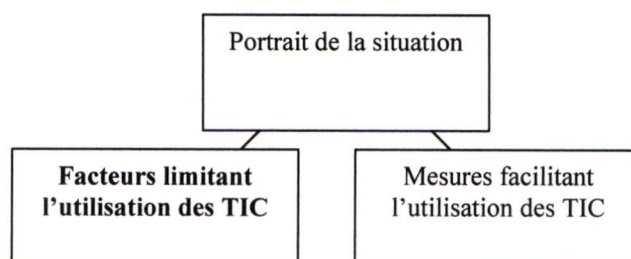 Portrait de la situation
Facteurs limitant
l'utilisation des TIC
Mesures facilitant
l'utilisation des TIC